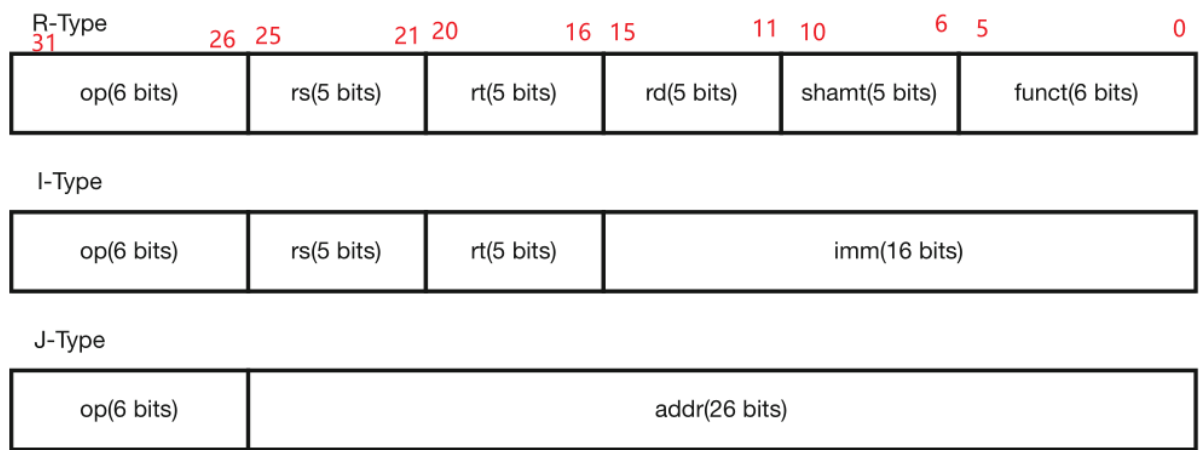 R-Type
31 26 25 21 20 16 15 11 10 6 5 0
op(6 bits) rs(5 bits) rt(5 bits) rd(5 bits) shamt(5 bits) funct(6 bits)
I-Type
op(6 bits) rs(5 bits) rt(5 bits) imm(16 bits)
J-Type
op(6 bits) addr(26 bits)